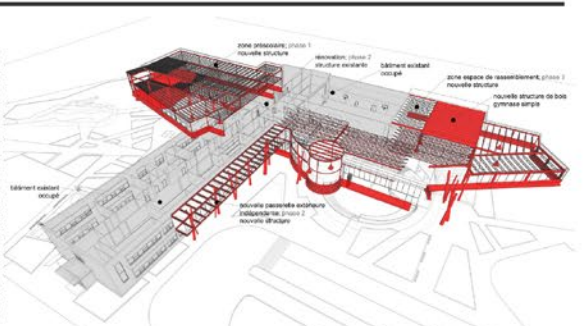 zone préscolaire; phase 1
nouvelle structure
rénovation; phase 2
structure existante
bâtiment existant
occupé
zone espace de rassemblement; phase 3
nouvelle structure
nouvelle structure de bois
gymnase simple
bâtiment existant
occupé
nouvelle passerelle extérieure
indépendante; phase 2
nouvelle structure